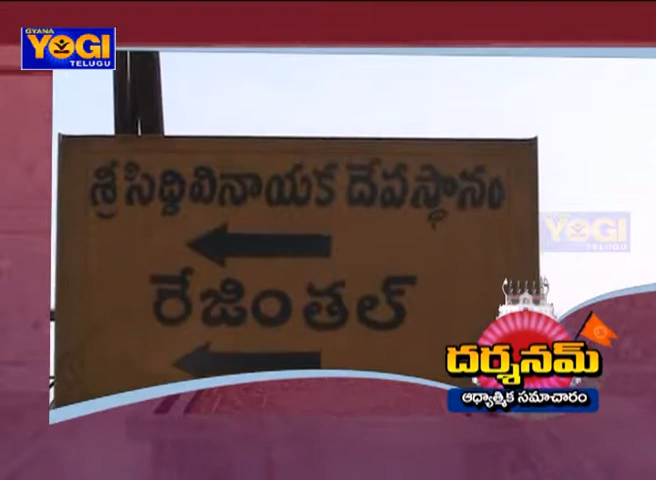 GYANA
YOGI
TELUGU
శ్రీ సిద్ధి వినాయక దేవస్థానం
YOGI
TELUGU
రేజింతల్
దర్శనమ్
ఆధ్యాత్మిక సమాచారం